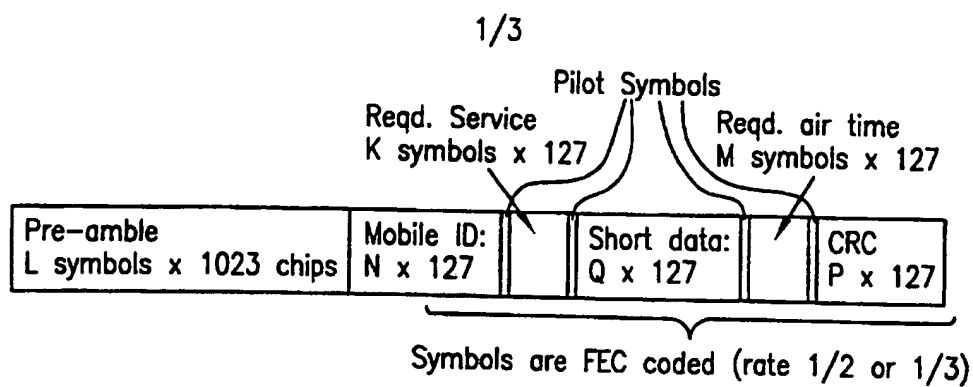 1/3
Pilot Symbols
Reqd. Service
K symbols x 127
Reqd. air time
M symbols x 127
Pre-amble
L symbols x 1023 chips
Mobile ID:
N x 127
Short data:
Q x 127
CRC
P x 127
Symbols are FEC coded (rate 1/2 or 1/3)